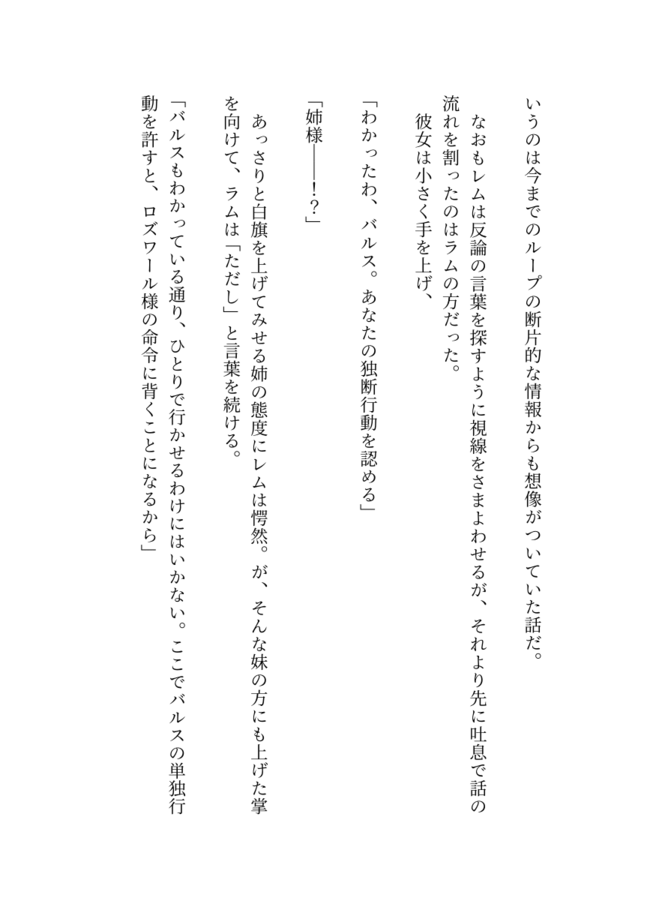 いうのは今までのループの断片的な情報からも想像がついていた話だ。
なおもレムは反論の言葉を探すように視線をさまよわせるが、それより先に吐息で話の
流れを割ったのはラムの方だった。
彼女は小さく手を上げ、
「わかったわ、バルス。あなたの独断行動を認める」
「姉様――！？」
あっさりと白旗を上げてみせる姉の態度にレムは愕然。が、そんな妹の方にも上げた掌
を向けて、ラムは「ただし」と言葉を続ける。
「バルスもわかっている通り、ひとりで行かせるわけにはいかない。ここでバルスの単独行
動を許すと、ロズワール様の命令に背くことになるから」